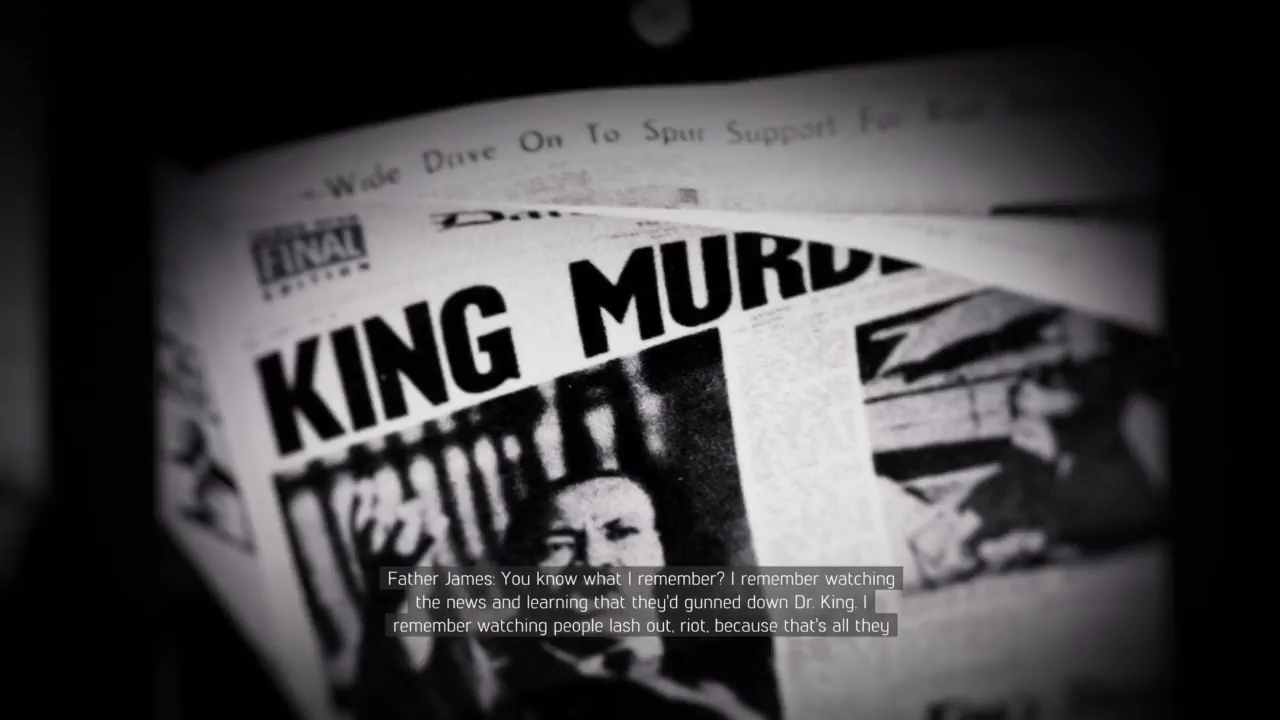 Wide Drive On To Spur Support For
FINAL
EDITION
KING MURD
Father James: You know what I remember? I remember watching
the news and learning that they'd gunned down Dr. King. I
remember watching people lash out, riot, because that's all they